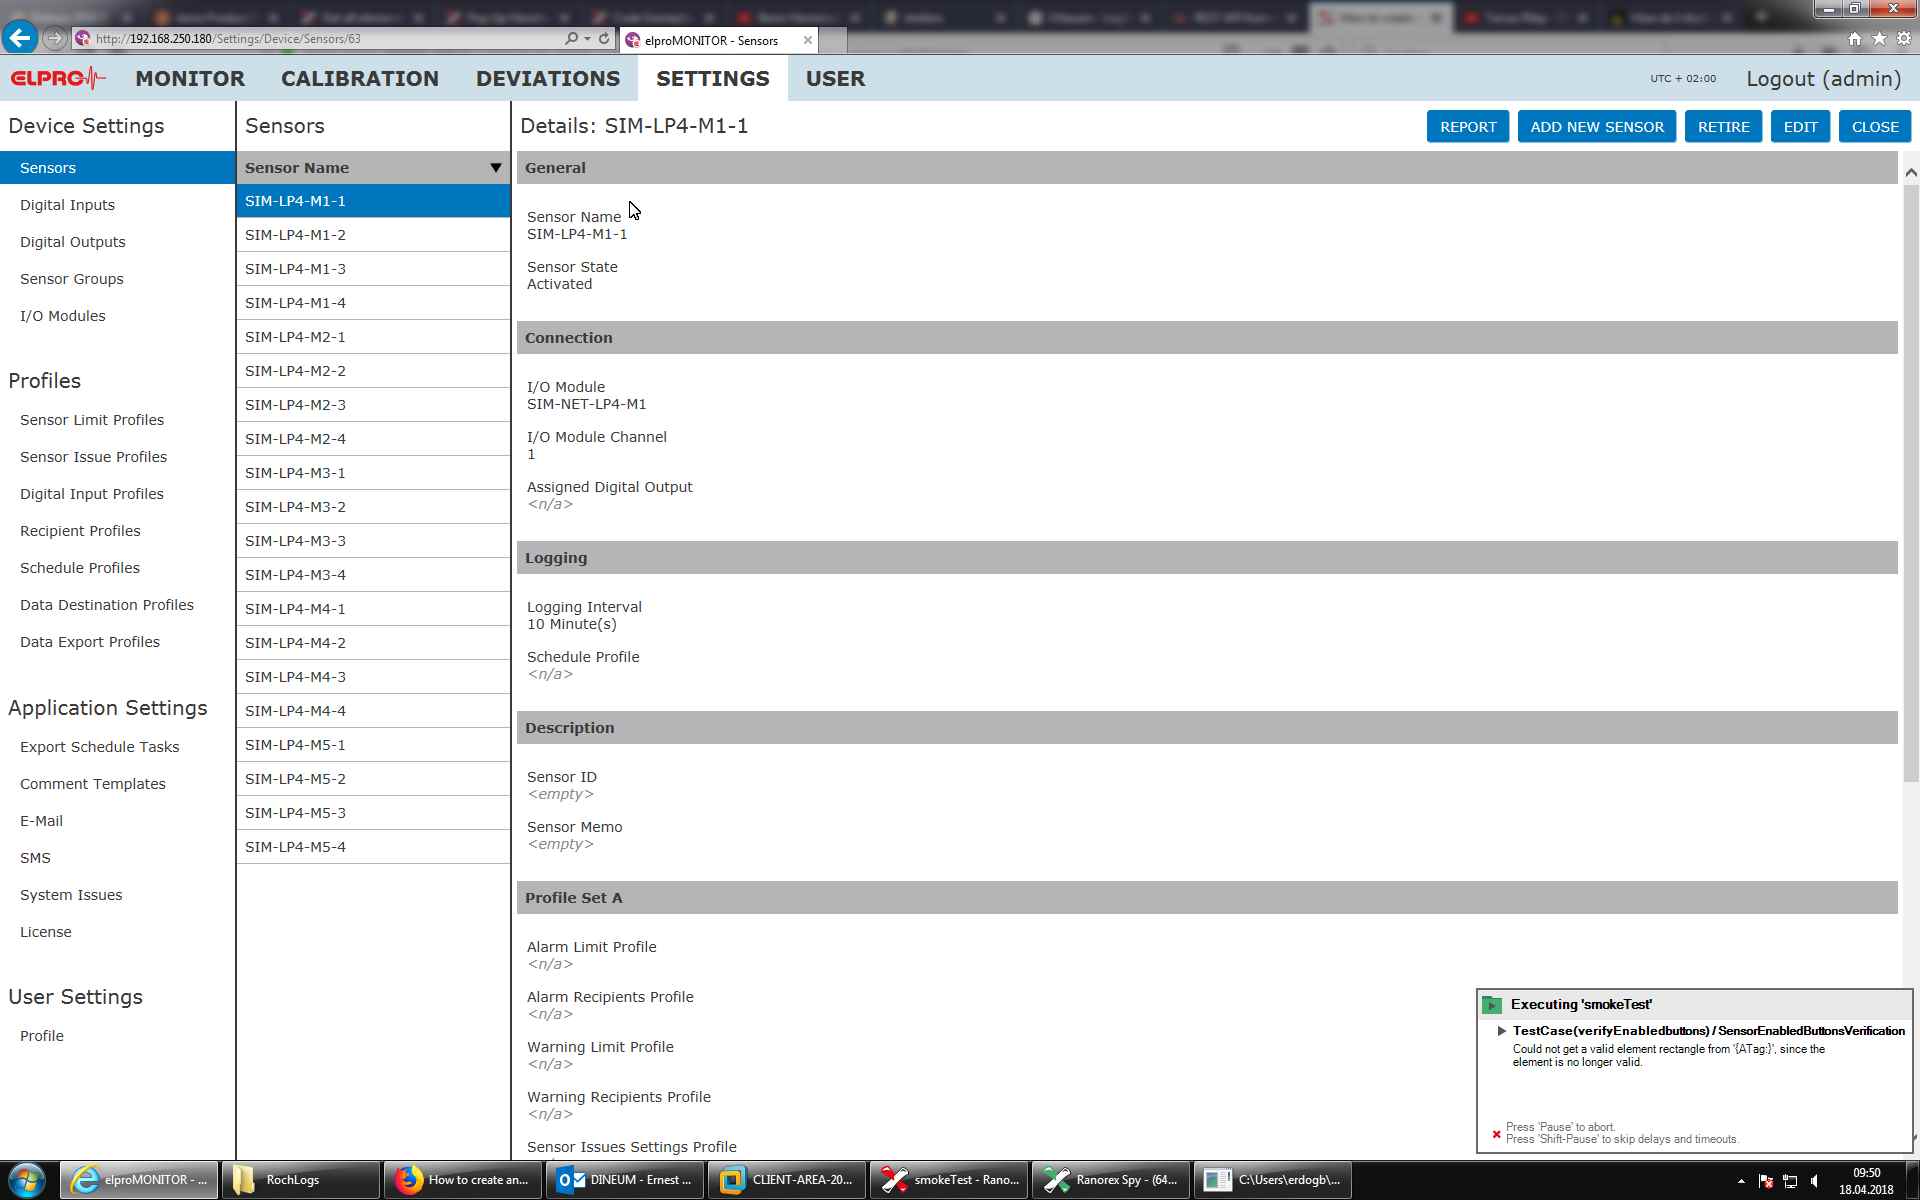 http://192.168.250.180/Settings/Device/Sensors/63
elproMONITOR - Sensors
ELPRO
MONITOR
CALIBRATION
DEVIATIONS
SETTINGS
USER
UTC + 02:00
Logout (admin)
Device Settings
Sensors
Digital Inputs
Digital Outputs
Sensor Groups
I/O Modules
Profiles
Sensor Limit Profiles
Sensor Issue Profiles
Digital Input Profiles
Recipient Profiles
Schedule Profiles
Data Destination Profiles
Data Export Profiles
Application Settings
Export Schedule Tasks
Comment Templates
E-Mail
SMS
System Issues
License
User Settings
Profile
Sensors
Sensor Name
SIM-LP4-M1-1
SIM-LP4-M1-2
SIM-LP4-M1-3
SIM-LP4-M1-4
SIM-LP4-M2-1
SIM-LP4-M2-2
SIM-LP4-M2-3
SIM-LP4-M2-4
SIM-LP4-M3-1
SIM-LP4-M3-2
SIM-LP4-M3-3
SIM-LP4-M3-4
SIM-LP4-M4-1
SIM-LP4-M4-2
SIM-LP4-M4-3
SIM-LP4-M4-4
SIM-LP4-M5-1
SIM-LP4-M5-2
SIM-LP4-M5-3
SIM-LP4-M5-4
Details: SIM-LP4-M1-1
REPORT
ADD NEW SENSOR
RETIRE
EDIT
CLOSE
General
Sensor Name
SIM-LP4-M1-1
Sensor State
Activated
Connection
I/O Module
SIM-NET-LP4-M1
I/O Module Channel
1
Assigned Digital Output
<n/a>
Logging
Logging Interval
10 Minute(s)
Schedule Profile
<n/a>
Description
Sensor ID
<empty>
Sensor Memo
<empty>
Profile Set A
Alarm Limit Profile
<n/a>
Alarm Recipients Profile
<n/a>
Warning Limit Profile
<n/a>
Warning Recipients Profile
<n/a>
Sensor Issues Settings Profile
Executing 'smokeTest'
TestCase(verifyEnabledbuttons) / SensorEnabledButtonsVerification
Could not get a valid element rectangle from '{ATag:}', since the
element is no longer valid.
Press 'Pause' to abort.
Press 'Shift-Pause' to skip delays and timeouts.
elproMONITOR - ...
RochLogs
How to create an...
DINEUM - Ernest ...
CLIENT-AREA-20...
smokeTest - Rano...
Ranorex Spy - (64...
C:\Users\erdogb\...
09:50
18.04.2018